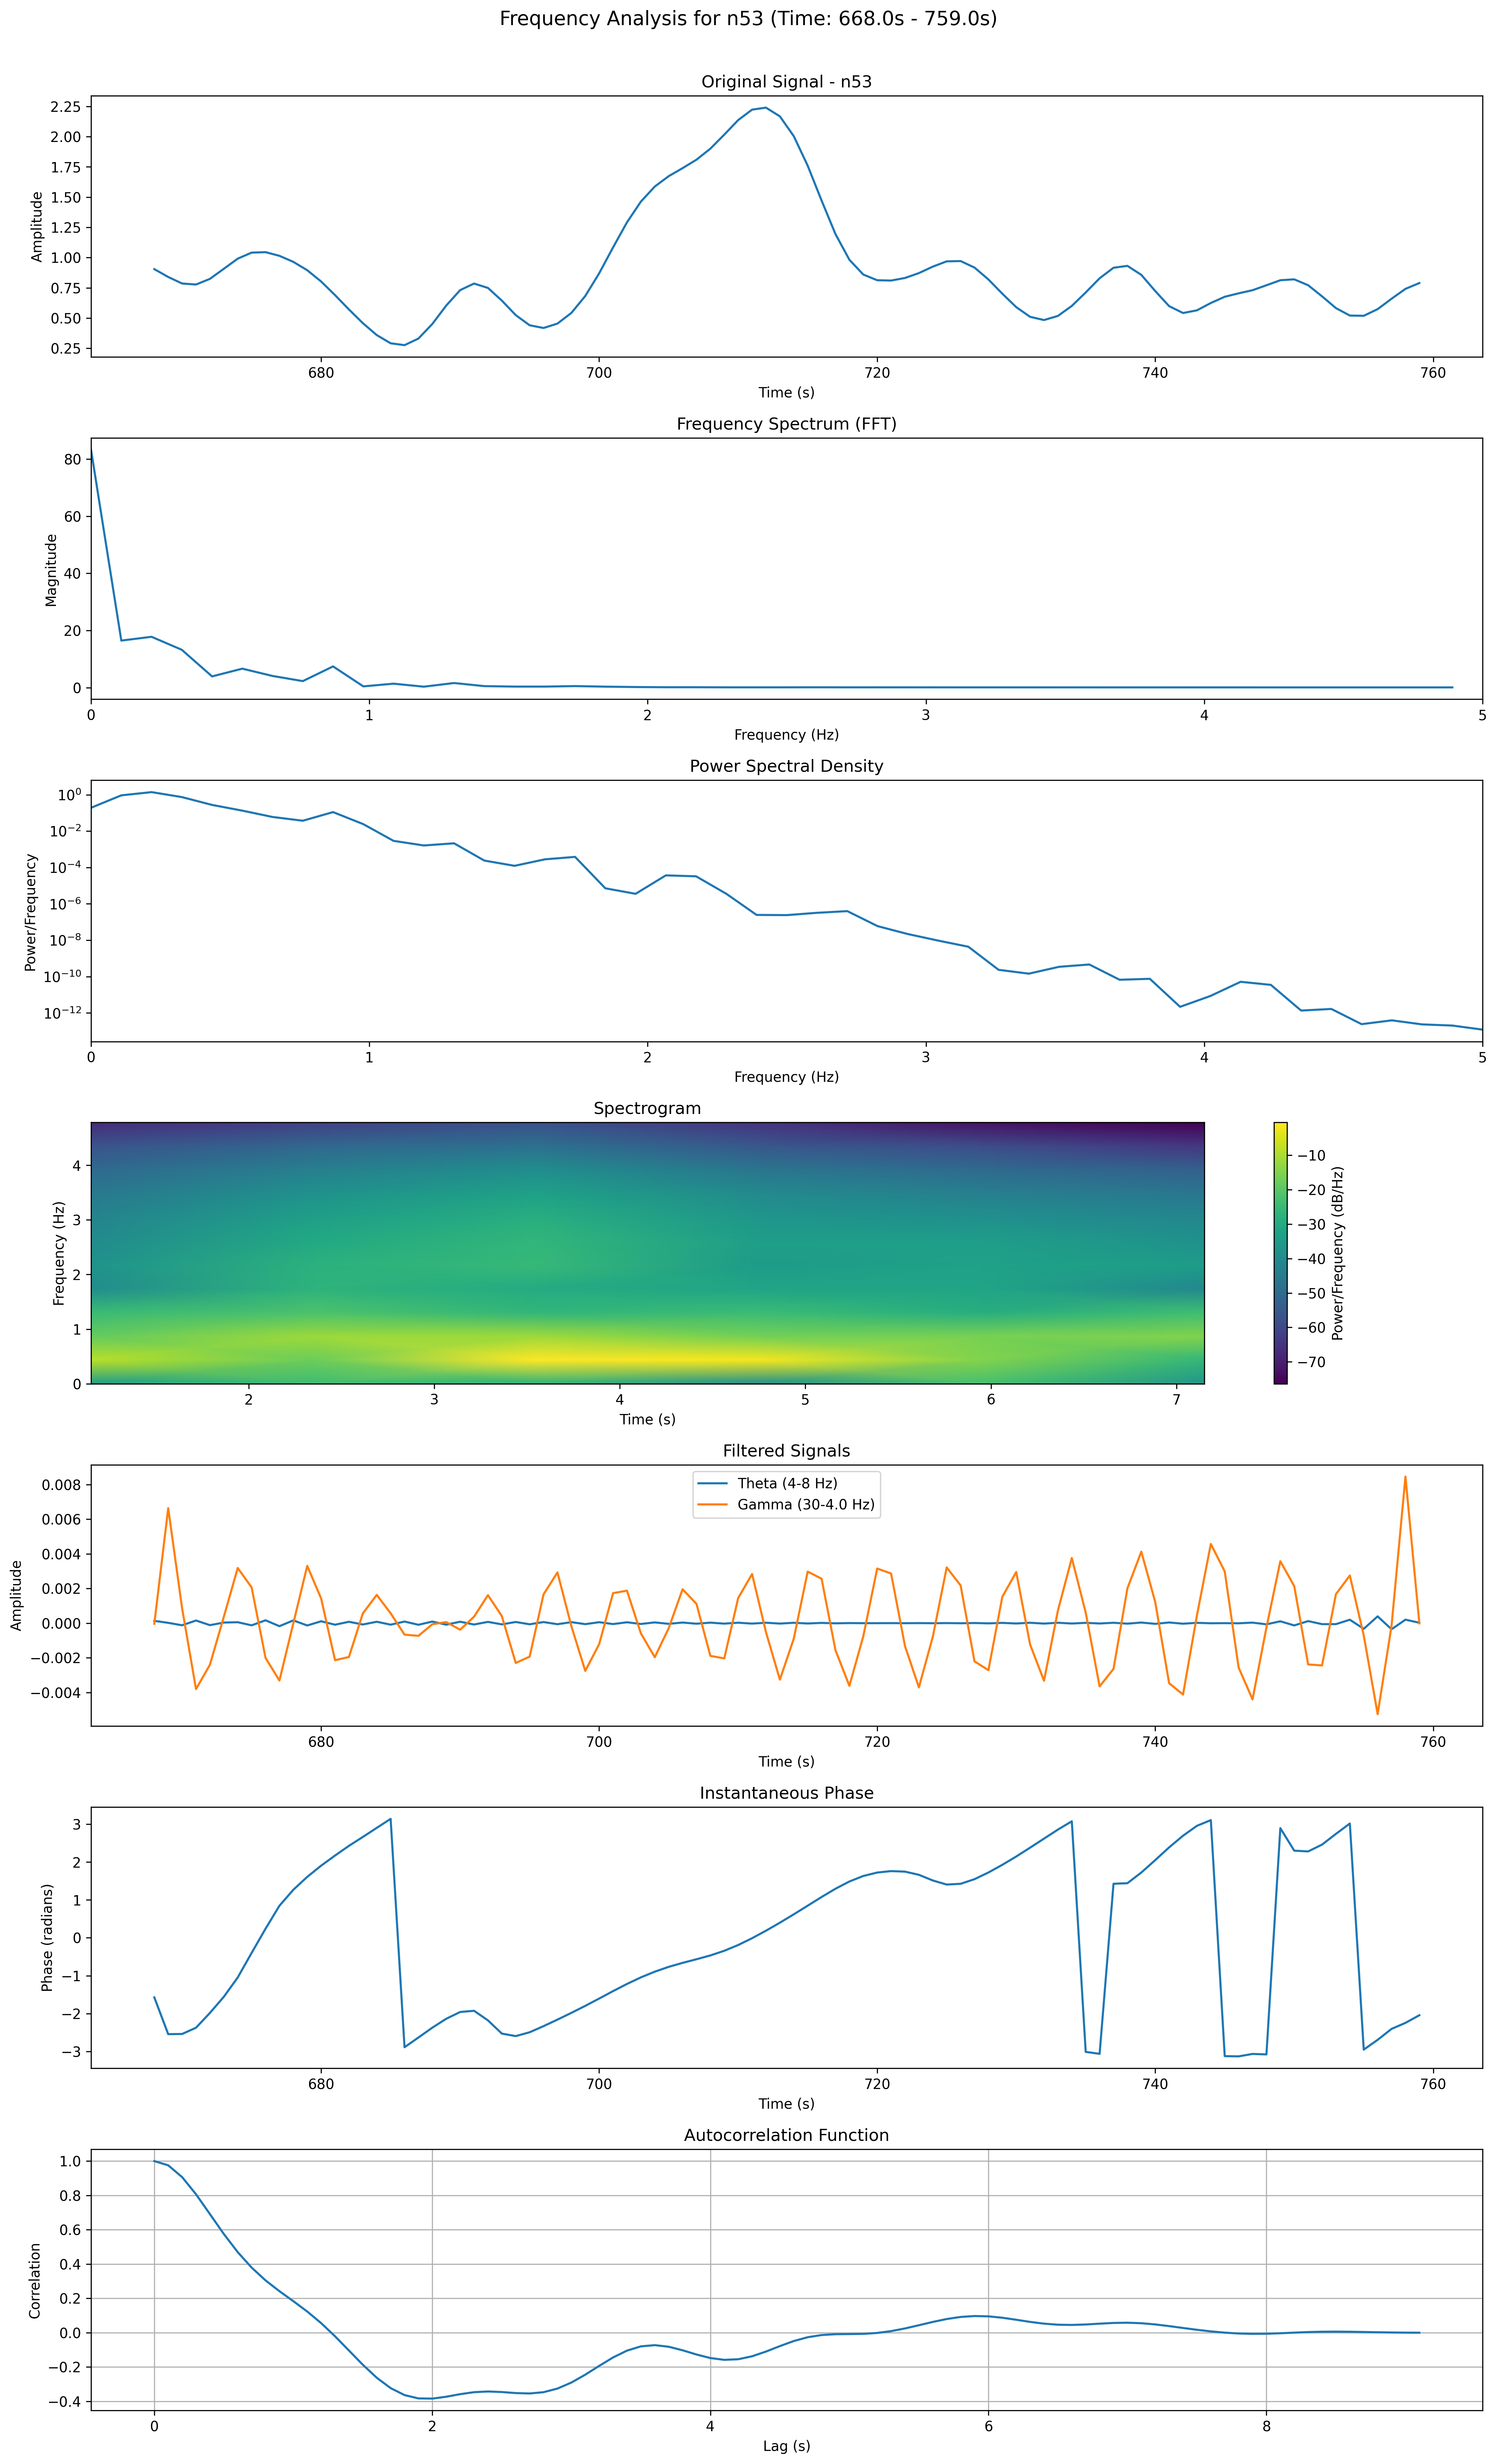 Frequency Analysis for n53 (Time: 668.0s - 759.0s)
Original Signal - n53
Amplitude
2.25
2.00
1.75
1.50
1.25
1.00
0.75
0.50
0.25
680 700 720 740 760
Time (s)
Frequency Spectrum (FFT)
Magnitude
80
60
40
20
0
0 1 2 3 4 5
Frequency (Hz)
Power Spectral Density
Power/Frequency
10⁰
10⁻²
10⁻⁴
10⁻⁶
10⁻⁸
10⁻¹⁰
10⁻¹²
0 1 2 3 4 5
Frequency (Hz)
Spectrogram
Frequency (Hz)
4
3
2
1
0
2 3 4 5 6 7
Time (s)
−10
−20
−30
−40
−50
−60
−70
Power/Frequency (dB/Hz)
Filtered Signals
Theta (4-8 Hz)
Gamma (30-4.0 Hz)
Amplitude
0.008
0.006
0.004
0.002
0.000
−0.002
−0.004
680 700 720 740 760
Time (s)
Instantaneous Phase
Phase (radians)
3
2
1
0
−1
−2
−3
680 700 720 740 760
Time (s)
Autocorrelation Function
Correlation
1.0
0.8
0.6
0.4
0.2
0.0
−0.2
−0.4
0 2 4 6 8
Lag (s)